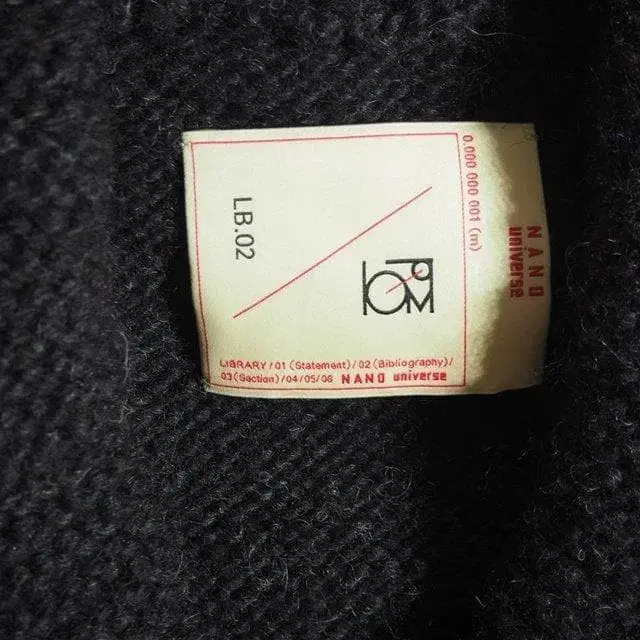 0.000 000 001 (m)
NANO
universe
LB.02
LIBRARY/01 (Statement)/02 (Bibliography)/
03 (Section)/04/05/06 NANO universe